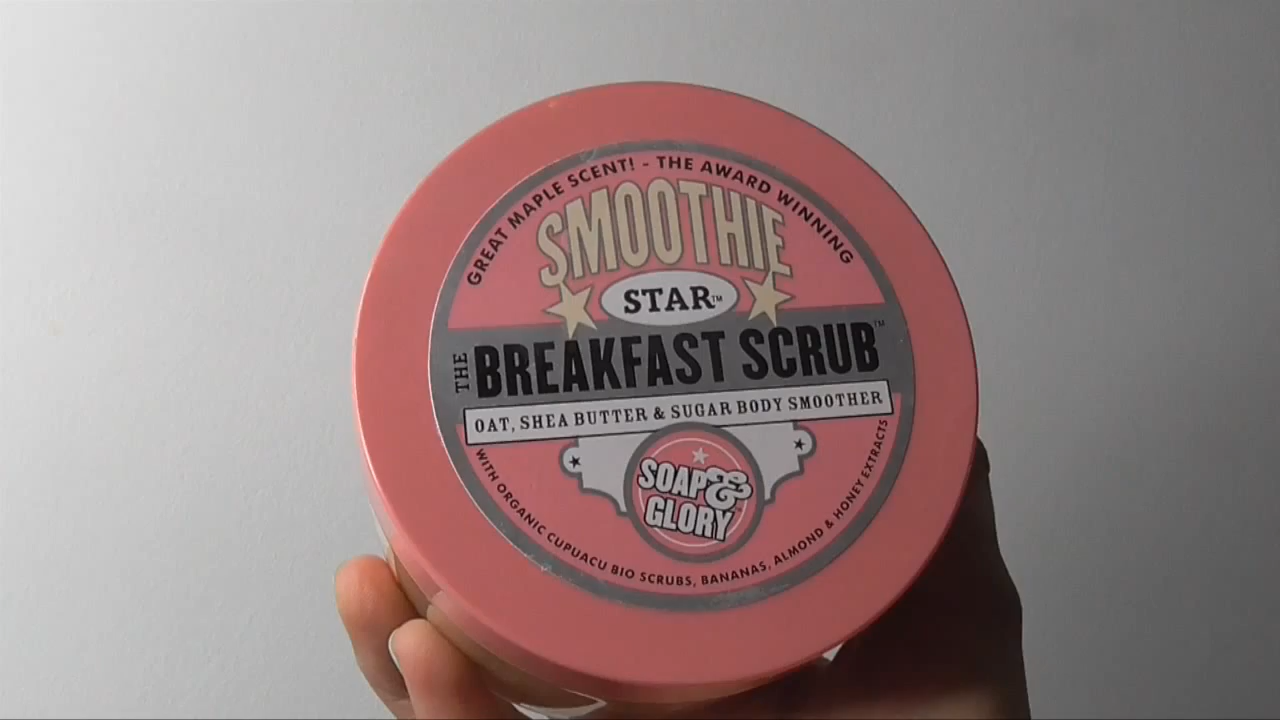 GREAT MAPLE SCENT! - THE AWARD WINNING
SMOOTHIE
STAR™
THE BREAKFAST SCRUB™
OAT, SHEA BUTTER & SUGAR BODY SMOOTHER
SOAP &
GLORY™
WITH ORGANIC CUPUACU BIO SCRUBS, BANANAS, ALMOND & HONEY EXTRACTS